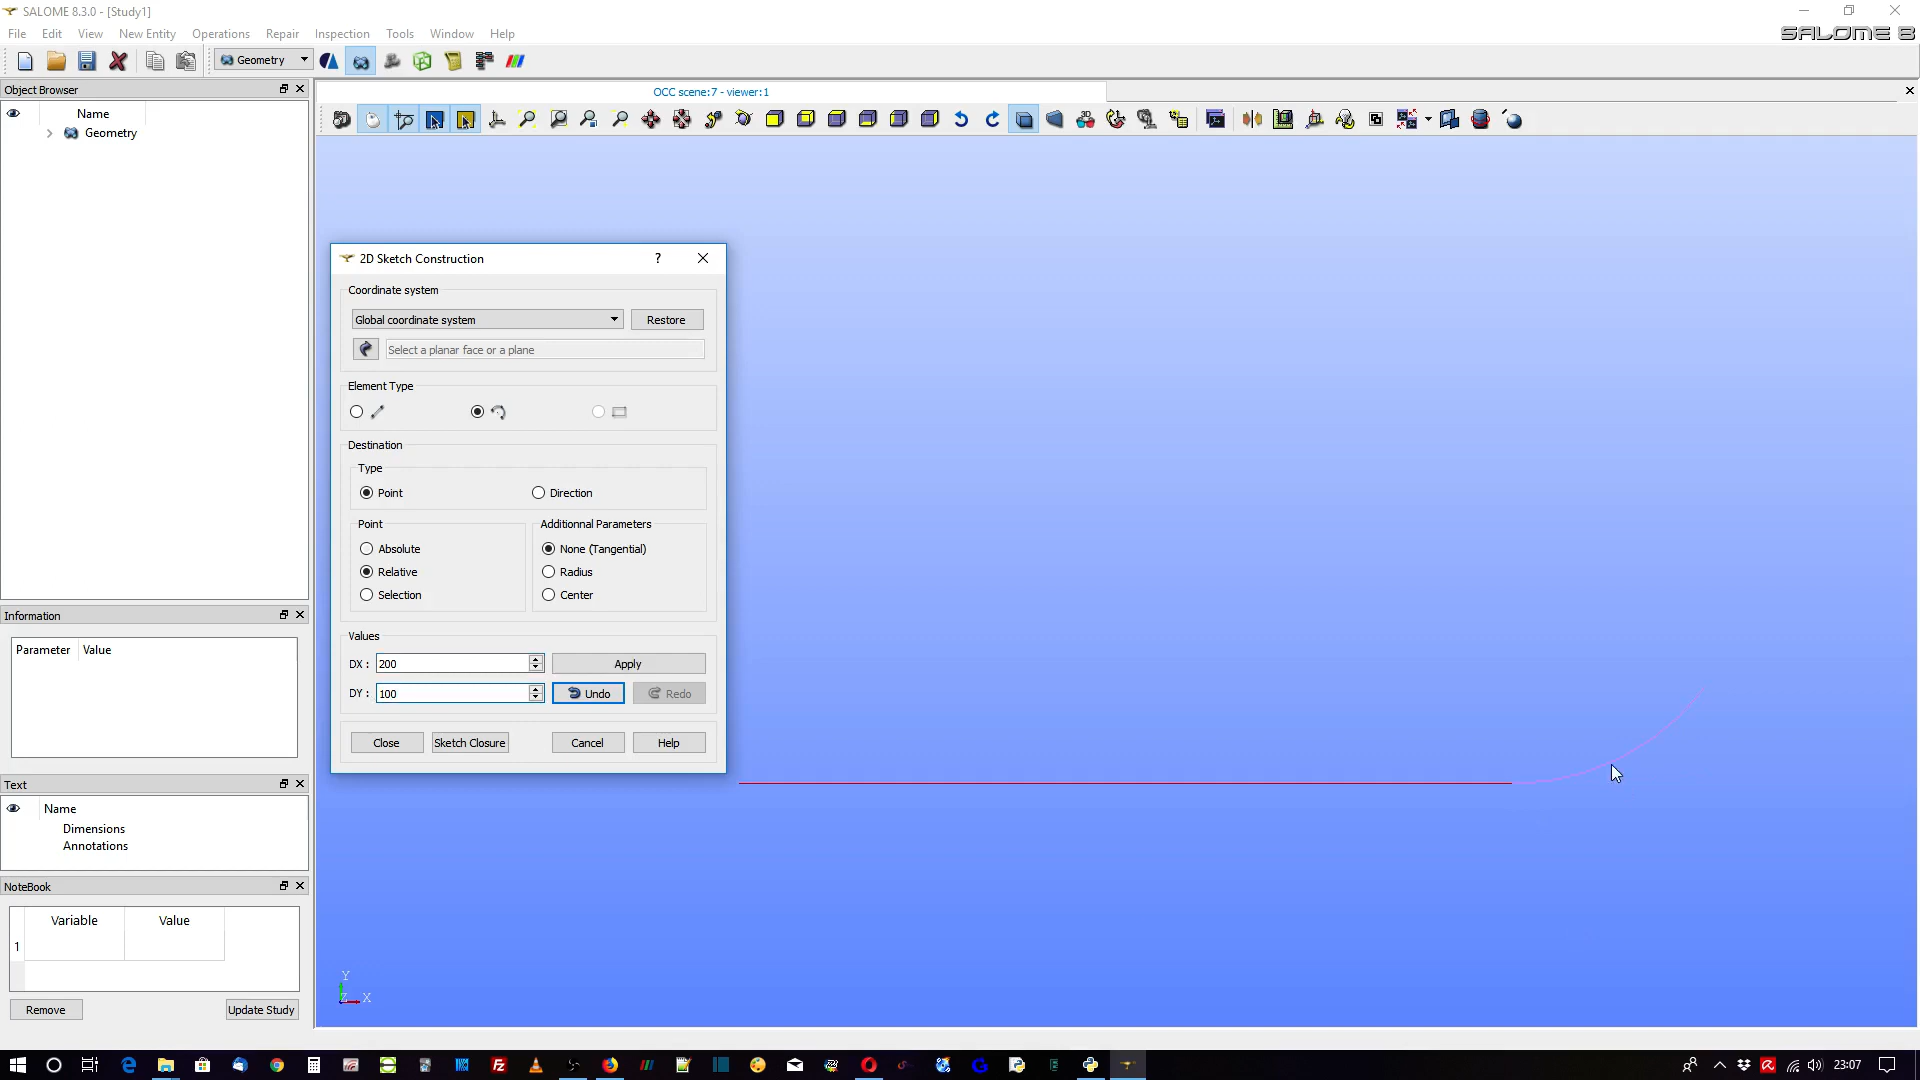 SALOME 8.3.0 - [Study1]
File Edit View New Entity Operations Repair Inspection Tools Window Help
SALOME 8
Geometry
Object Browser
OCC scene:7 - viewer:1
Name
Geometry
2D Sketch Construction ?
Coordinate system
Global coordinate system Restore
Select a planar face or a plane
Element Type
Destination
Type
Point Direction
Point Additionnal Parameters
Absolute None (Tangential)
Relative Radius
Selection Center
Values
DX : 200 Apply
DY : 100 Undo Redo
Close Sketch Closure Cancel Help
Information
Parameter Value
Text
Name
Dimensions
Annotations
NoteBook
Variable Value
1
Remove Update Study
Y
Z X
23:07